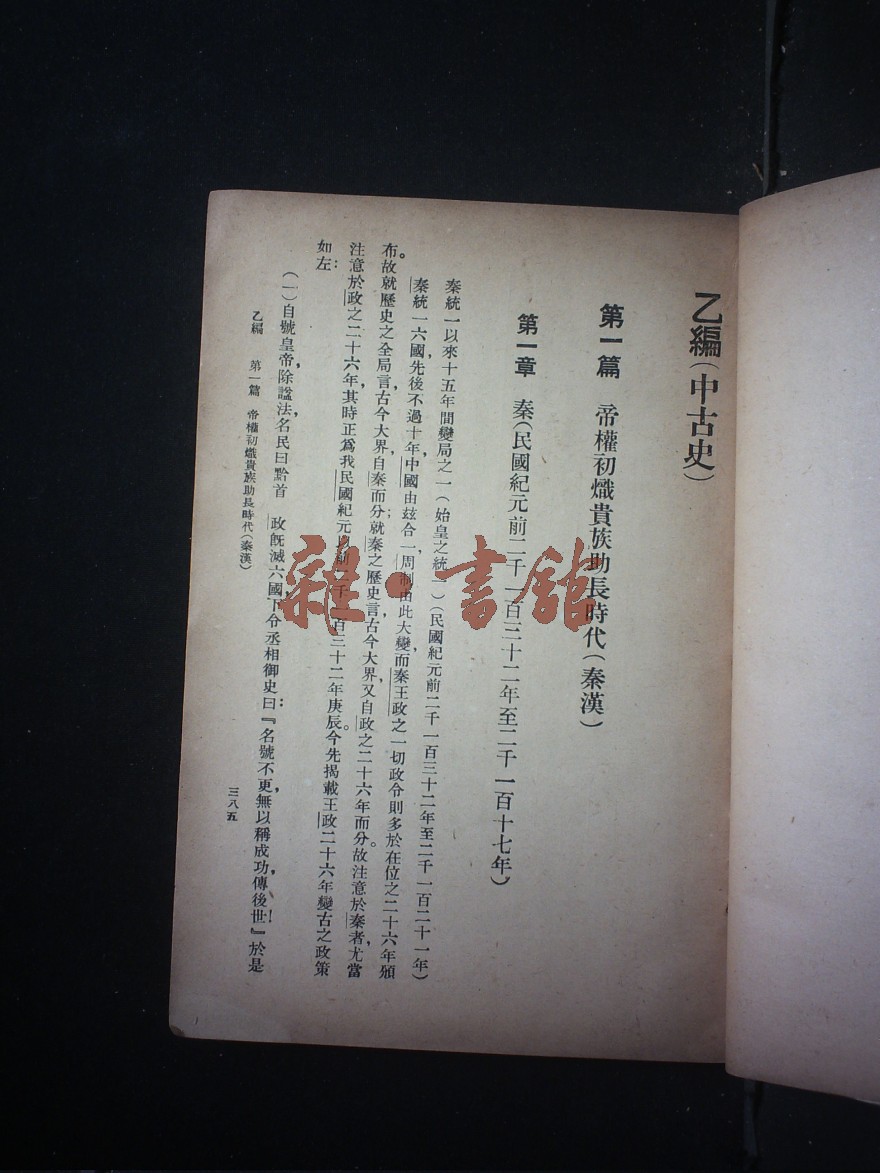 乙編(中古史)
第一篇 帝權初熾貴族助長時代(秦漢)
第一章 秦(民國紀元前二千一百三十二年至二千一百十七年)
秦統一以來十五年間變局之一(始皇之統一)(民國紀元前二千一百三十二年至二千一百二十一年)
秦統一六國先後不過十年,中國由玆合一,周制由此大變,而秦王政之一切政令則多於在位之二十六年頒
布。故就歷史之全局言,古今大界自秦而分;就秦之歷史言,古今大界又自政之二十六年而分。故注意於秦者,尤當
注意於政之二十六年,其時正爲我民國紀元前二千一百三十二年庚辰。今先揭載王政二十六年變古之政策
如左:
(一)自號皇帝,除諡法,名民曰黔首 政旣滅六國,下令丞相御史曰:『名號不更,無以稱成功,傳後世!』於是
乙編 第一篇 帝權初熾貴族助長時代(秦漢)
三八五
雜·書館